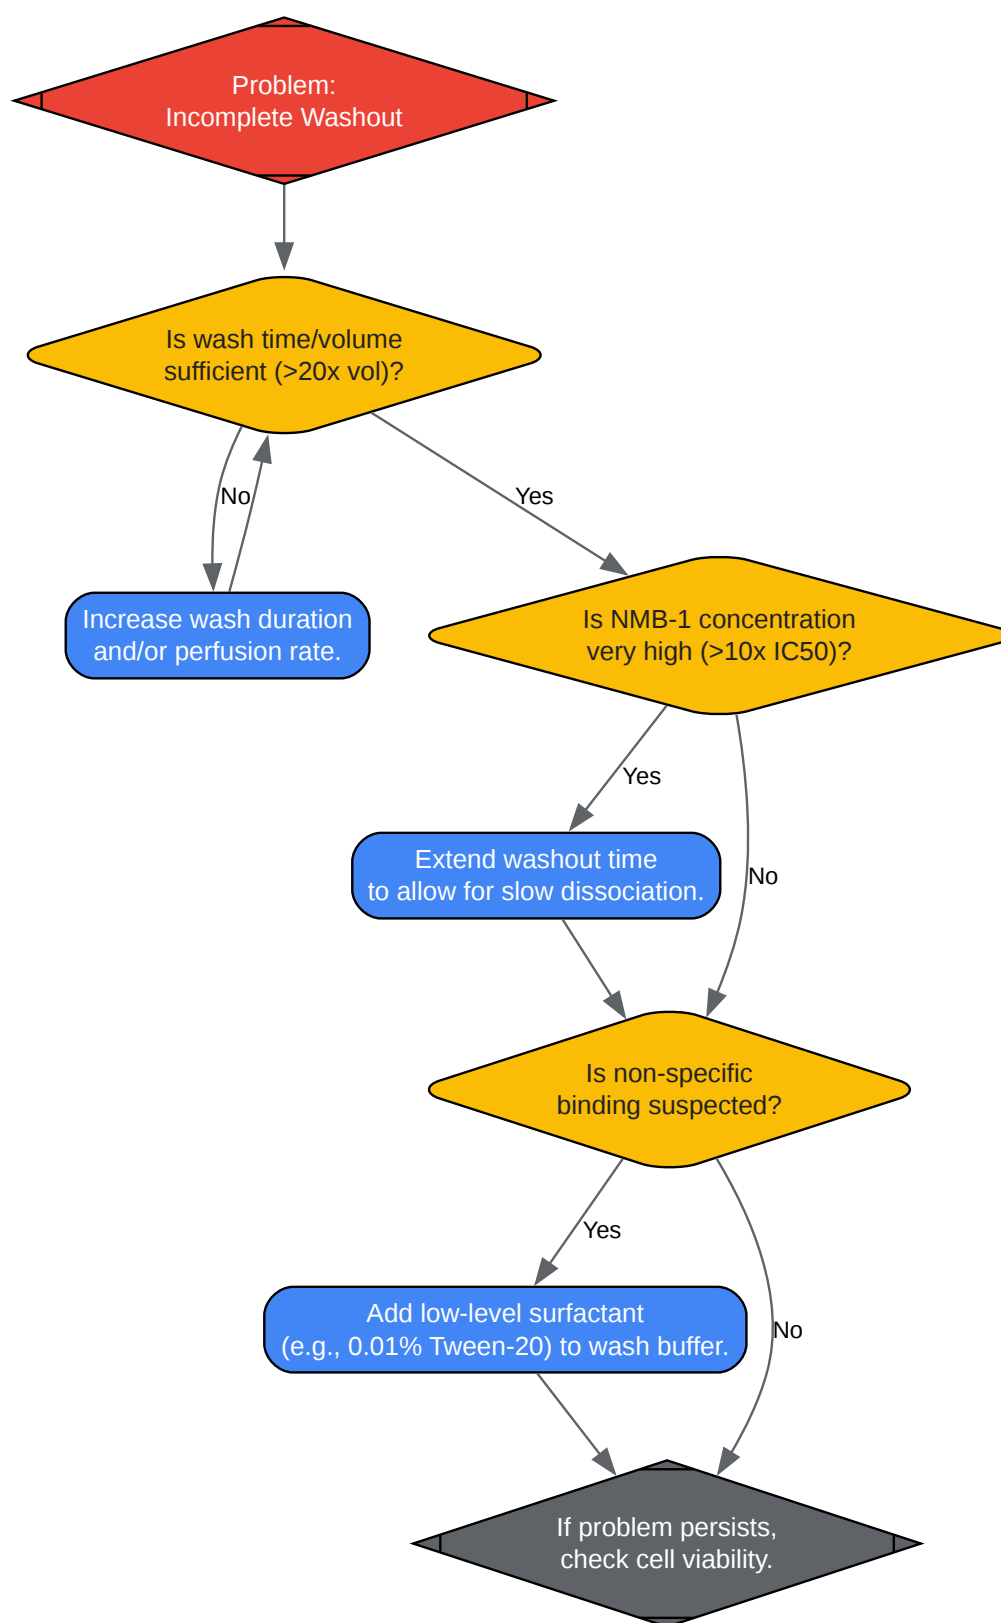 Problem:
Incomplete Washout
Is wash time/volume
sufficient (>20x vol)?
No
Yes
Increase wash duration
and/or perfusion rate.
Is NMB-1 concentration
very high (>10x IC50)?
Yes
No
Extend washout time
to allow for slow dissociation.
Is non-specific
binding suspected?
Yes
No
Add low-level surfactant
(e.g., 0.01% Tween-20) to wash buffer.
If problem persists,
check cell viability.